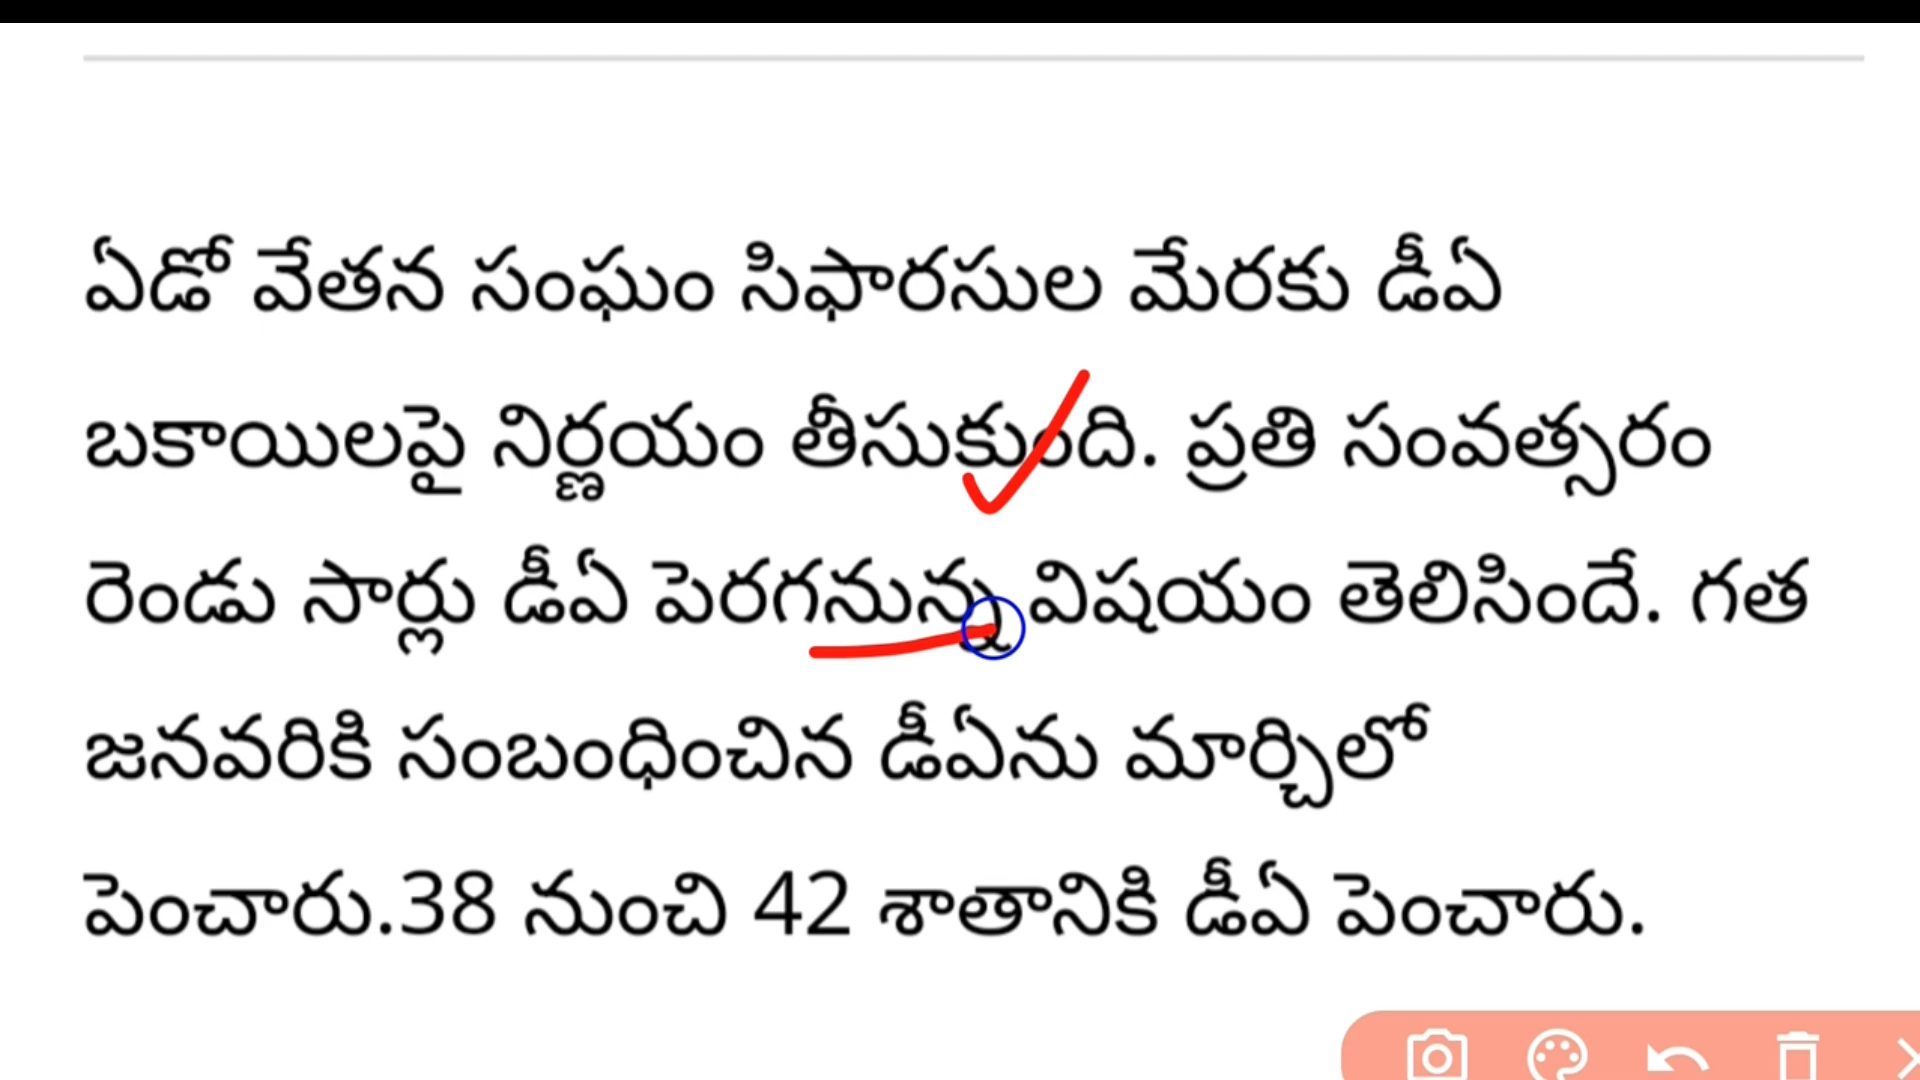 ఏడో వేతన సంఘం సిఫారసుల మేరకు డీఏ
బకాయిలపై నిర్ణయం తీసుకుంది. ప్రతి సంవత్సరం
రెండు సార్లు డీఏ పెరగనున్న విషయం తెలిసిందే. గత
జనవరికి సంబంధించిన డీఏను మార్చిలో
పెంచారు.38 నుంచి 42 శాతానికి డీఏ పెంచారు.